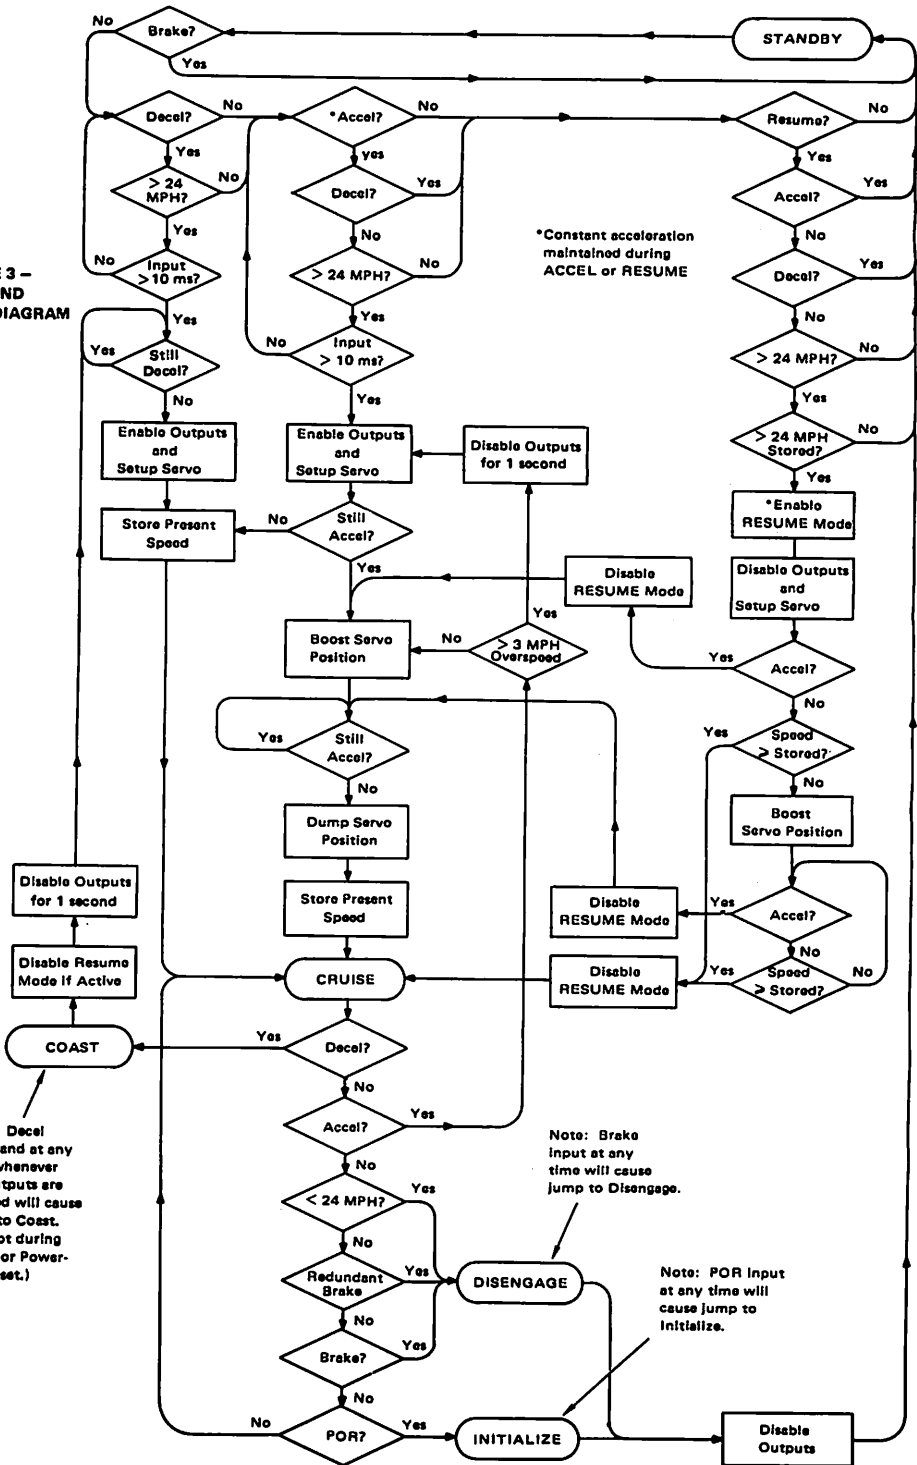 No
Brake?
STANDBY
Yes
Decel?
No
*Accel?
No
Resume?
No
Yes
yes
Yes
> 24
MPH?
No
Decel?
Yes
Accel?
Yes
Yes
No
*Constant acceleration
maintained during
ACCEL or RESUME
No
No
Input
> 10 ms?
> 24 MPH?
No
Decel?
Yes
E 3 –
ND
DIAGRAM
Yes
Yes
No
Yes
Still
Decel?
No
Input
> 10 ms?
> 24 MPH?
No
No
Yes
Yes
Enable Outputs
and
Setup Servo
Enable Outputs
and
Setup Servo
Disable Outputs
for 1 second
> 24 MPH
Stored?
No
Yes
Store Present
Speed
No
Still
Accel?
*Enable
RESUME Mode
Yes
Disable
RESUME Mode
Disable Outputs
and
Setup Servo
Yes
Boost Servo
Position
No
> 3 MPH
Overspeed
Yes
Accel?
No
Yes
Still
Accel?
Yes
Speed
⩾ Stored?
No
No
Dump Servo
Position
Boost
Servo Position
Disable Outputs
for 1 second
Store Present
Speed
Disable
RESUME Mode
Yes
Accel?
No
Disable Resume
Mode if Active
CRUISE
Disable
RESUME Mode
Yes
Speed
⩾ Stored?
No
COAST
Yes
Decel?
No
Accel?
Yes
No
Decel
and at any
whenever
tputs are
d will cause
to Coast.
ot during
or Power-
set.)
Note: Brake
input at any
time will cause
jump to Disengage.
< 24 MPH?
Yes
No
Redundant
Brake
Yes
DISENGAGE
No
Note: POR input
at any time will
cause jump to
Initialize.
Brake?
Yes
No
No
POR?
Yes
INITIALIZE
Disable
Outputs